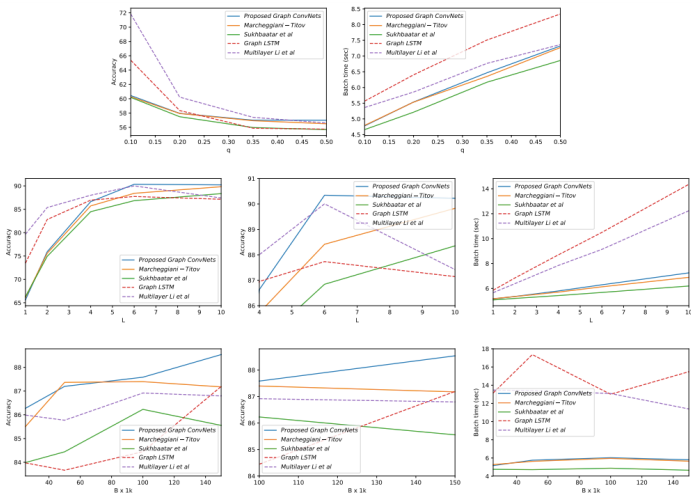 72
70
68
66
64
62
60
58
56
0.10 0.15 0.20 0.25 0.30 0.35 0.40 0.45 0.50
q
Accuracy
Proposed Graph ConvNets
Marcheggiani−Titov
Sukhbaatar et al
Graph LSTM
Multilayer Li et al
8.5
8.0
7.5
7.0
6.5
6.0
5.5
5.0
4.5
0.10 0.15 0.20 0.25 0.30 0.35 0.40 0.45 0.50
q
Batch time (sec)
Proposed Graph ConvNets
Marcheggiani−Titov
Sukhbaatar et al
Graph LSTM
Multilayer Li et al
90
85
80
75
70
65
1 2 4 6 8 10
L
Accuracy
Proposed Graph ConvNets
Marcheggiani−Titov
Sukhbaatar et al
Graph LSTM
Multilayer Li et al
91
90
89
88
87
86
4 5 6 7 8 9 10
L
Accuracy
Proposed Graph ConvNets
Marcheggiani−Titov
Sukhbaatar et al
Graph LSTM
Multilayer Li et al
14
12
10
8
6
1 2 4 6 8 10
L
Batch time (sec)
Proposed Graph ConvNets
Marcheggiani−Titov
Sukhbaatar et al
Graph LSTM
Multilayer Li et al
88
87
86
85
84
40 60 80 100 120 140
B x 1k
Accuracy
Proposed Graph ConvNets
Marcheggiani−Titov
Sukhbaatar et al
Graph LSTM
Multilayer Li et al
88
87
86
85
84
100 110 120 130 140 150
B x 1k
Accuracy
Proposed Graph ConvNets
Marcheggiani−Titov
Sukhbaatar et al
Graph LSTM
Multilayer Li et al
18
16
14
12
10
8
6
4
40 60 80 100 120 140
B x 1k
Batch time (sec)
Proposed Graph ConvNets
Marcheggiani−Titov
Sukhbaatar et al
Graph LSTM
Multilayer Li et al